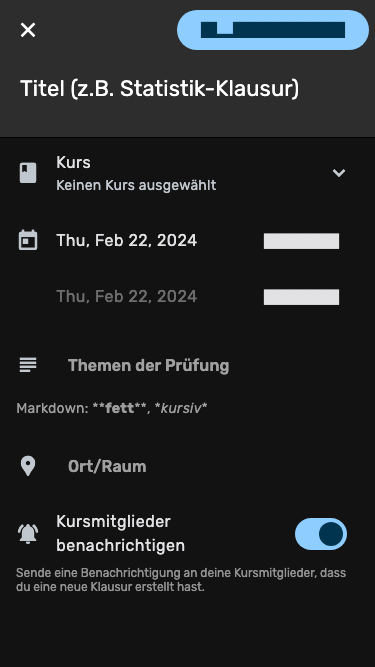 Titel (z.B. Statistik-Klausur)
Kurs
Keinen Kurs ausgewählt
Thu, Feb 22, 2024
Thu, Feb 22, 2024
Themen der Prüfung
Markdown: **fett**, *kursiv*
Ort/Raum
Kursmitglieder
benachrichtigen
Sende eine Benachrichtigung an deine Kursmitglieder, dass
du eine neue Klausur erstellt hast.